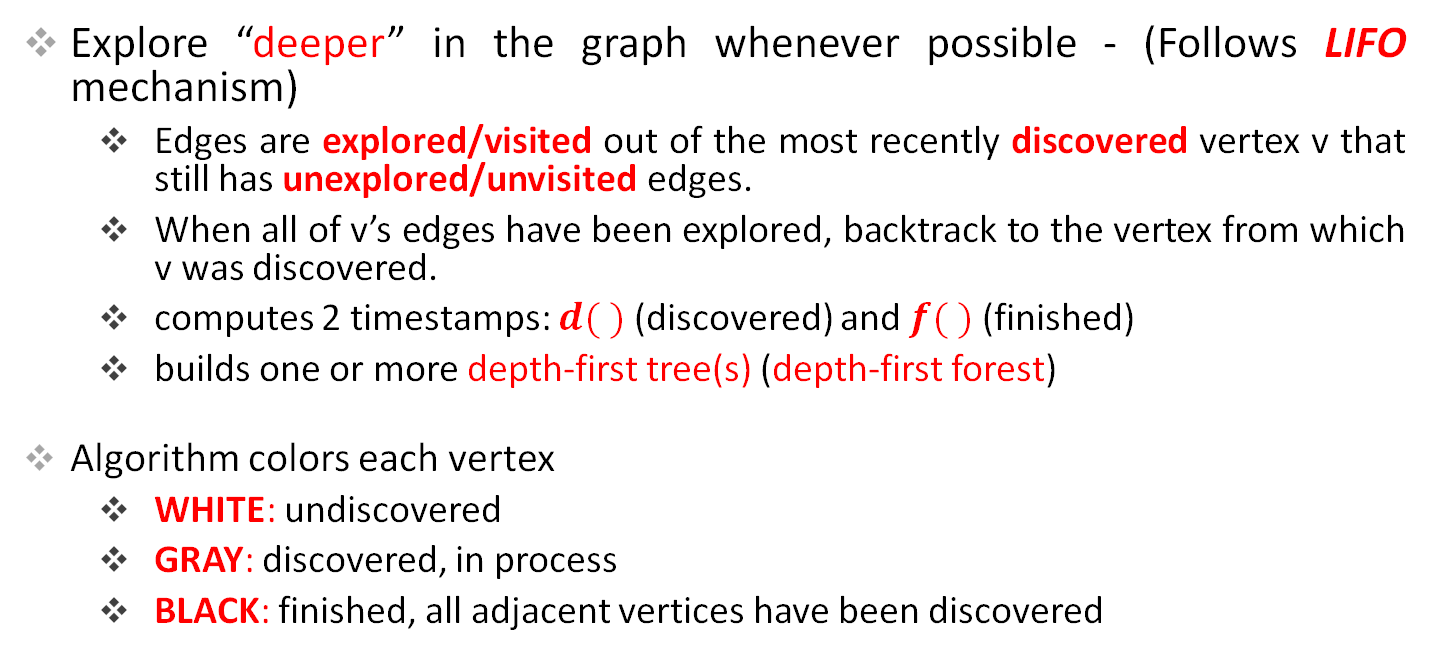 ❖ Explore “deeper” in the graph whenever possible - (Follows LIFO
mechanism)
❖ Edges are explored/visited out of the most recently discovered vertex v that
still has unexplored/unvisited edges.
❖ When all of v’s edges have been explored, backtrack to the vertex from which
v was discovered.
❖ computes 2 timestamps: d( ) (discovered) and f( ) (finished)
❖ builds one or more depth-first tree(s) (depth-first forest)
❖ Algorithm colors each vertex
❖ WHITE: undiscovered
❖ GRAY: discovered, in process
❖ BLACK: finished, all adjacent vertices have been discovered